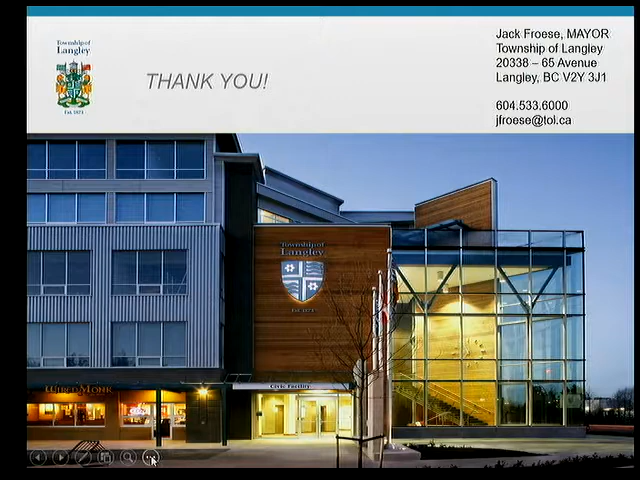 Township of
Langley
Est. 1873
THANK YOU!
Jack Froese, MAYOR
Township of Langley
20338 – 65 Avenue
Langley, BC V2Y 3J1
604.533.6000
jfroese@tol.ca
Township of
Langley
Est. 1873
WIRED MONK
Civic Facility